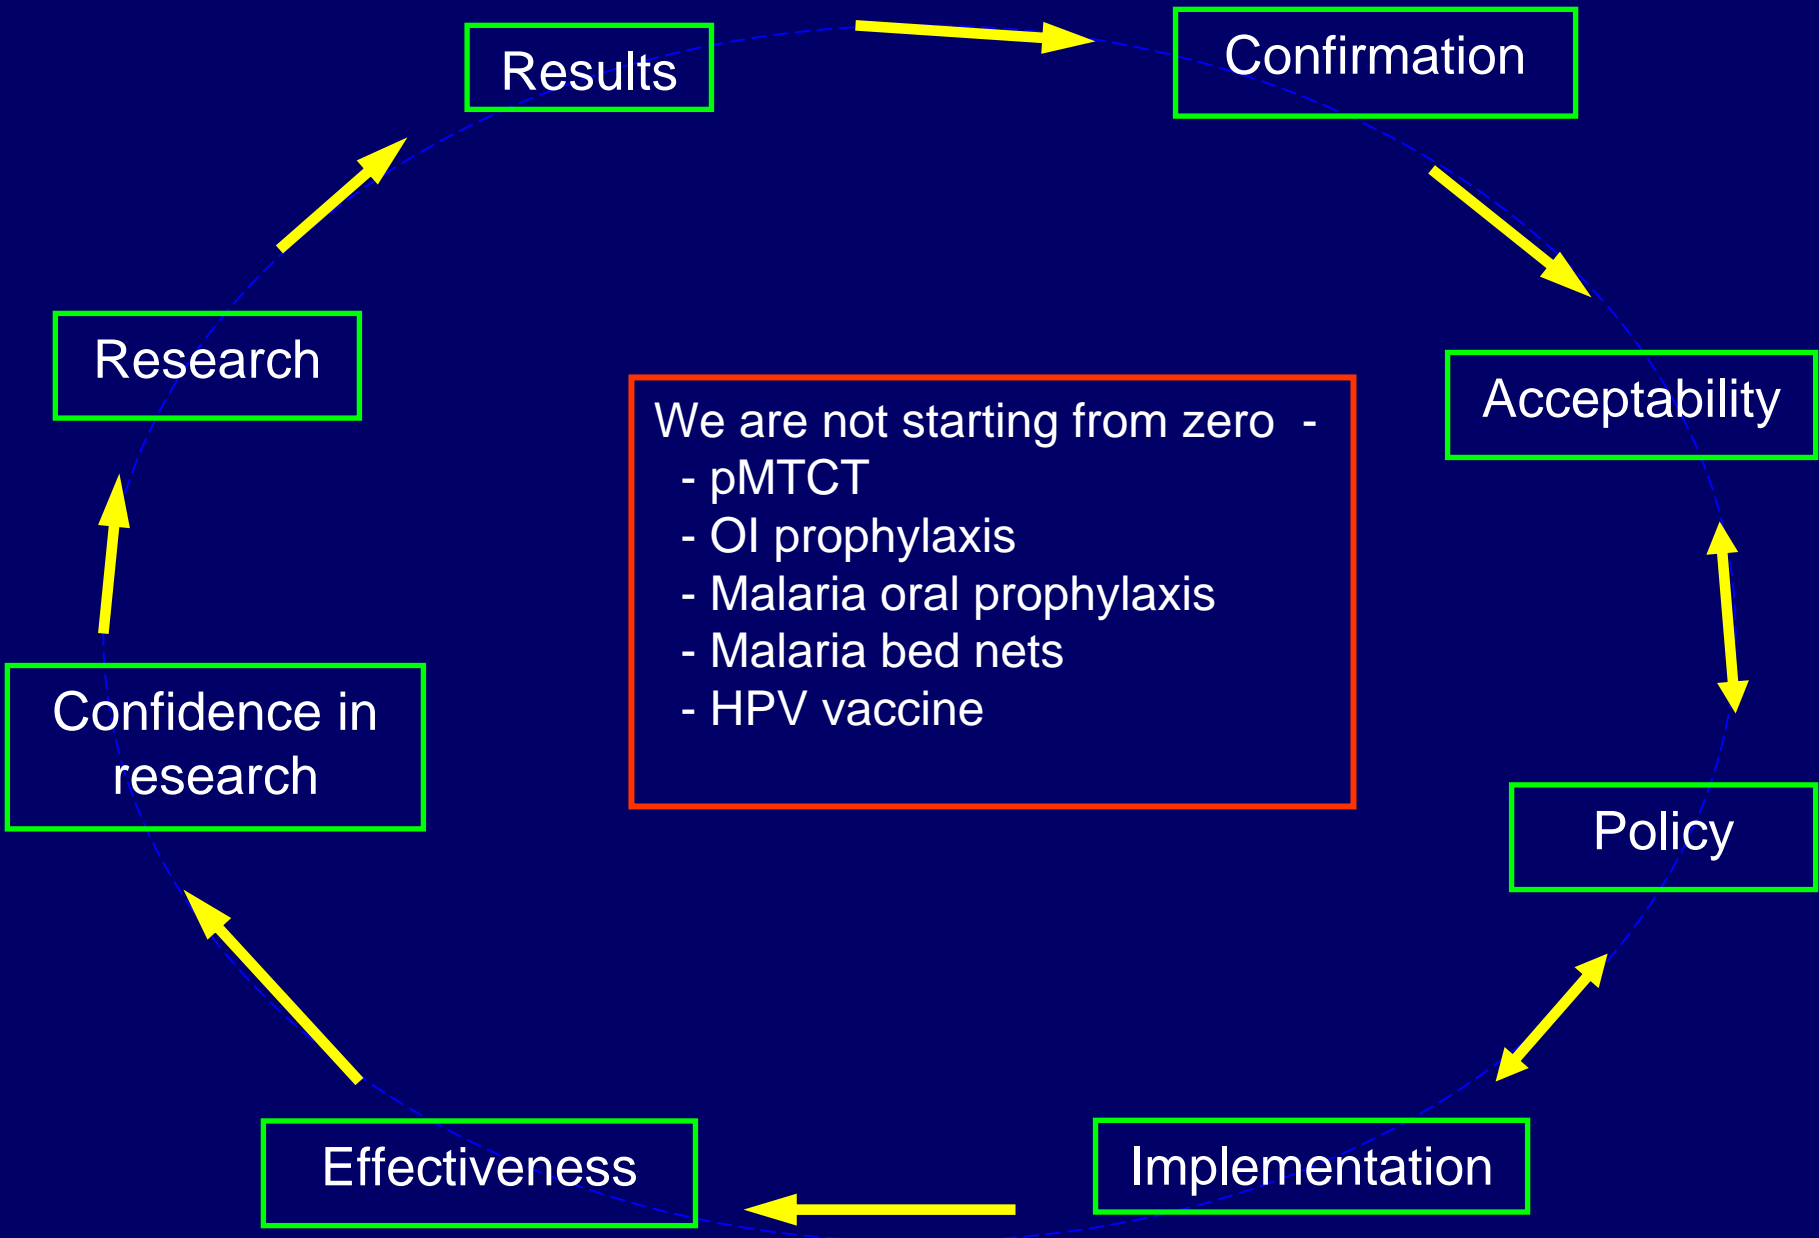 Results
Confirmation
Research
Acceptability
We are not starting from zero  -
- pMTCT
- OI prophylaxis
- Malaria oral prophylaxis
- Malaria bed nets
- HPV vaccine
Confidence in
research
Policy
Effectiveness
Implementation